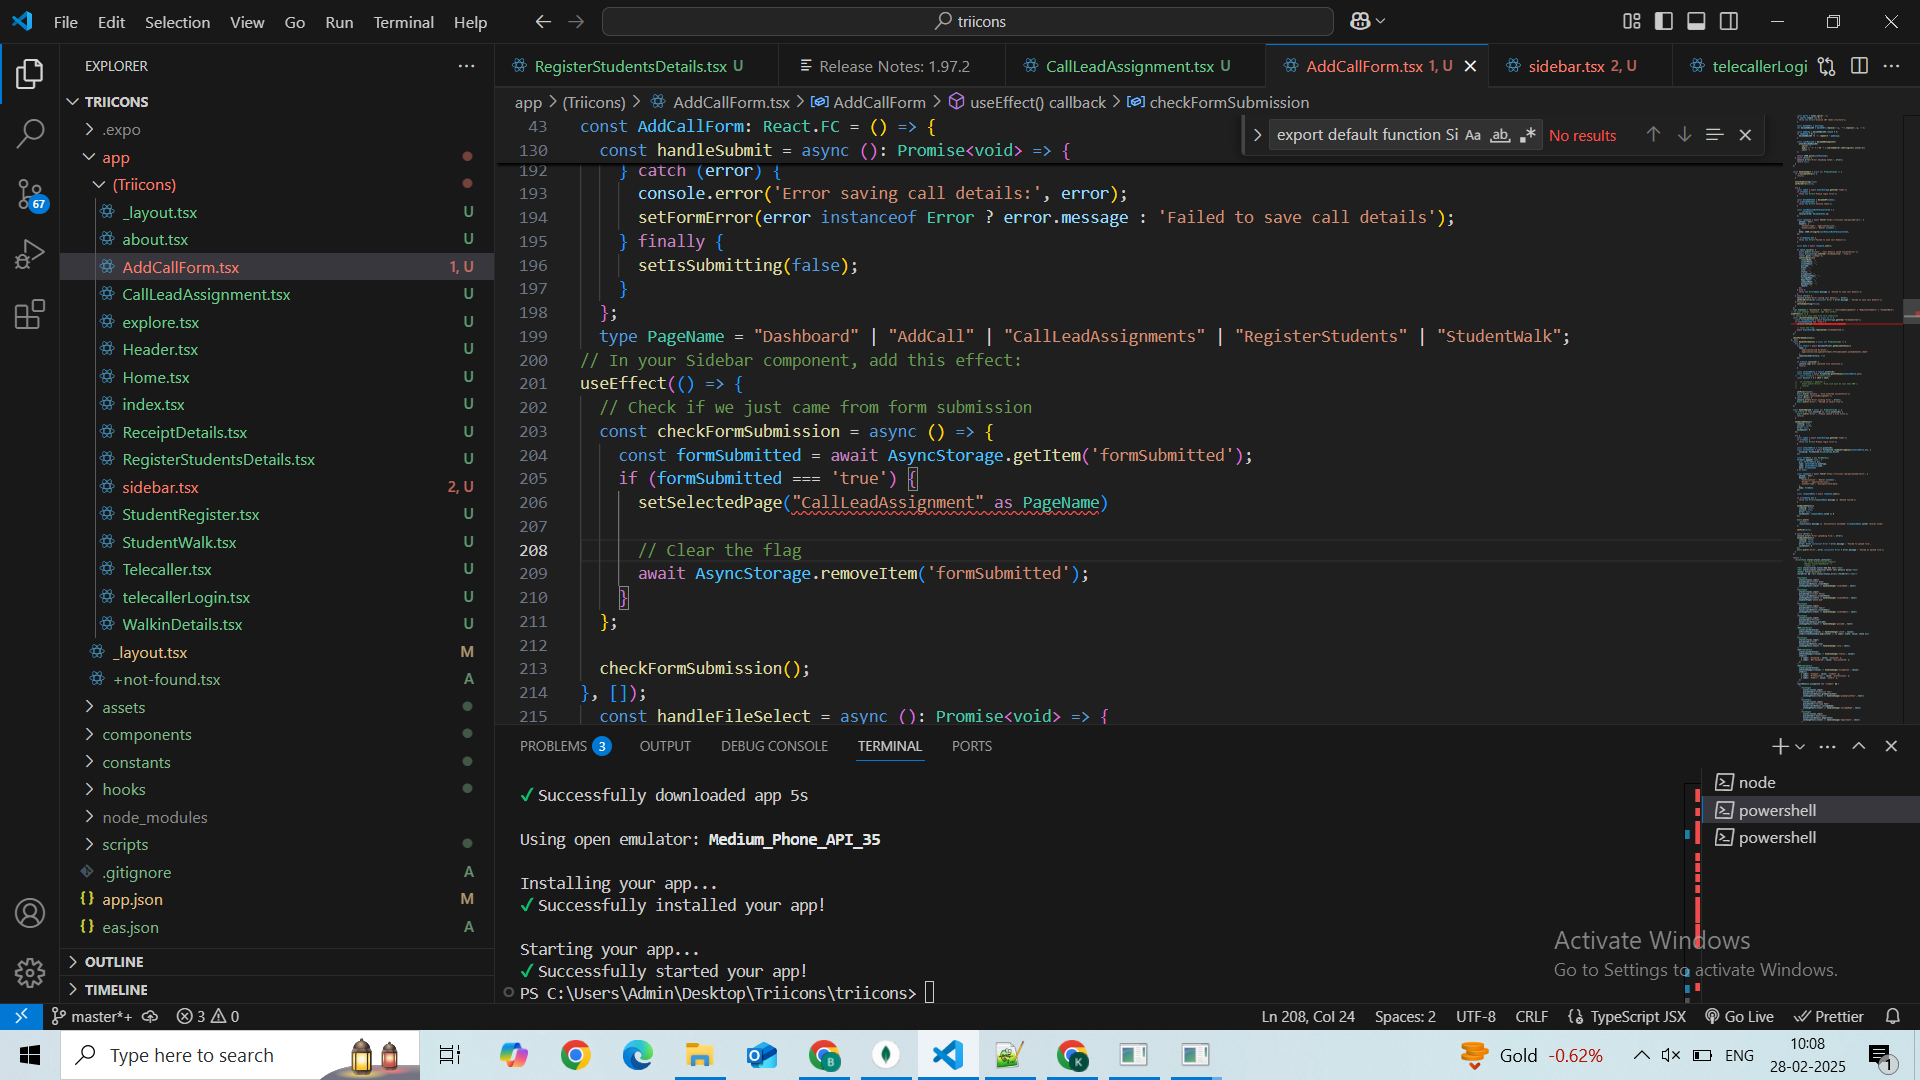 File Edit Selection View Go Run Terminal Help
triicons
EXPLORER
TRIICONS
.expo
app
(Triicons)
_layout.tsx U
about.tsx U
AddCallForm.tsx 1, U
CallLeadAssignment.tsx U
explore.tsx U
Header.tsx U
Home.tsx U
index.tsx U
ReceiptDetails.tsx U
RegisterStudentsDetails.tsx U
sidebar.tsx 2, U
StudentRegister.tsx U
StudentWalk.tsx U
Telecaller.tsx U
telecallerLogin.tsx U
WalkinDetails.tsx U
_layout.tsx M
+not-found.tsx A
assets
components
constants
hooks
node_modules
scripts
.gitignore A
app.json M
eas.json A
OUTLINE
TIMELINE
67
RegisterStudentsDetails.tsx U
Release Notes: 1.97.2
CallLeadAssignment.tsx U
AddCallForm.tsx 1, U
sidebar.tsx 2, U
telecallerLogi
app > (Triicons) > AddCallForm.tsx > AddCallForm > useEffect() callback > checkFormSubmission
export default function Si Aa ab No results
43 const AddCallForm: React.FC = () => {
130 const handleSubmit = async (): Promise<void> => {
192 } catch (error) {
193 console.error('Error saving call details:', error);
194 setFormError(error instanceof Error ? error.message : 'Failed to save call details');
195 } finally {
196 setIsSubmitting(false);
197 }
198 };
199 type PageName = "Dashboard" | "AddCall" | "CallLeadAssignments" | "RegisterStudents" | "StudentWalk";
200 // In your Sidebar component, add this effect:
201 useEffect(() => {
202 // Check if we just came from form submission
203 const checkFormSubmission = async () => {
204 const formSubmitted = await AsyncStorage.getItem('formSubmitted');
205 if (formSubmitted === 'true') {
206 setSelectedPage("CallLeadAssignment" as PageName)
207
208 // Clear the flag
209 await AsyncStorage.removeItem('formSubmitted');
210 }
211 };
212
213 checkFormSubmission();
214 }, []);
215 const handleFileSelect = async (): Promise<void> => {
PROBLEMS 3 OUTPUT DEBUG CONSOLE TERMINAL PORTS
✓Successfully downloaded app 5s
Using open emulator: Medium_Phone_API_35
Installing your app...
✓Successfully installed your app!
Starting your app...
✓Successfully started your app!
PS C:\Users\Admin\Desktop\Triicons\triicons>
node
powershell
powershell
Activate Windows
Go to Settings to activate Windows.
master*+ 3 0
Ln 208, Col 24 Spaces: 2 UTF-8 CRLF TypeScript JSX Go Live Prettier
Type here to search
B
K
Gold -0.62%
ENG
10:08
28-02-2025
1